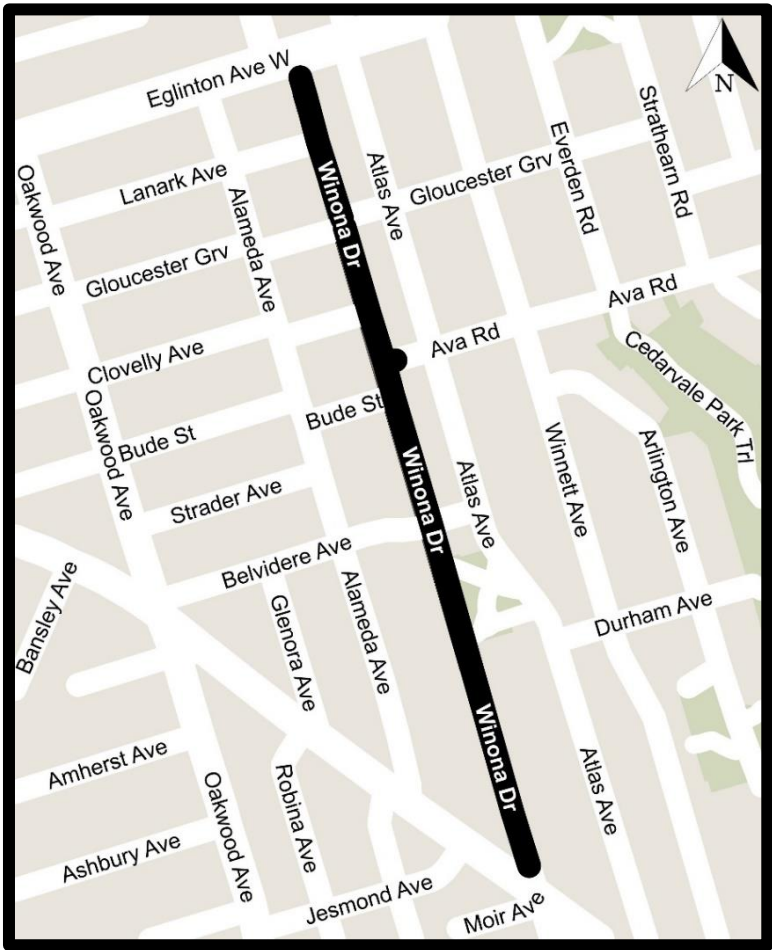 Eglinton Ave W
N
Strathearn Rd
Everden Rd
Oakwood Ave
Lanark Ave
Winona Dr
Atlas Ave
Gloucester Grv
Alameda Ave
Gloucester Grv
Ava Rd
Ava Rd
Clovelly Ave
Cedarvale Park Trl
Oakwood Ave
Bude St
Bude St
Winnett Ave
Arlington Ave
Winona Dr
Atlas Ave
Strader Ave
Belvidere Ave
Bansley Ave
Glenora Ave
Alameda Ave
Durham Ave
Winona Dr
Amherst Ave
Atlas Ave
Oakwood Ave
Robina Ave
Ashbury Ave
Jesmond Ave
Moir Ave